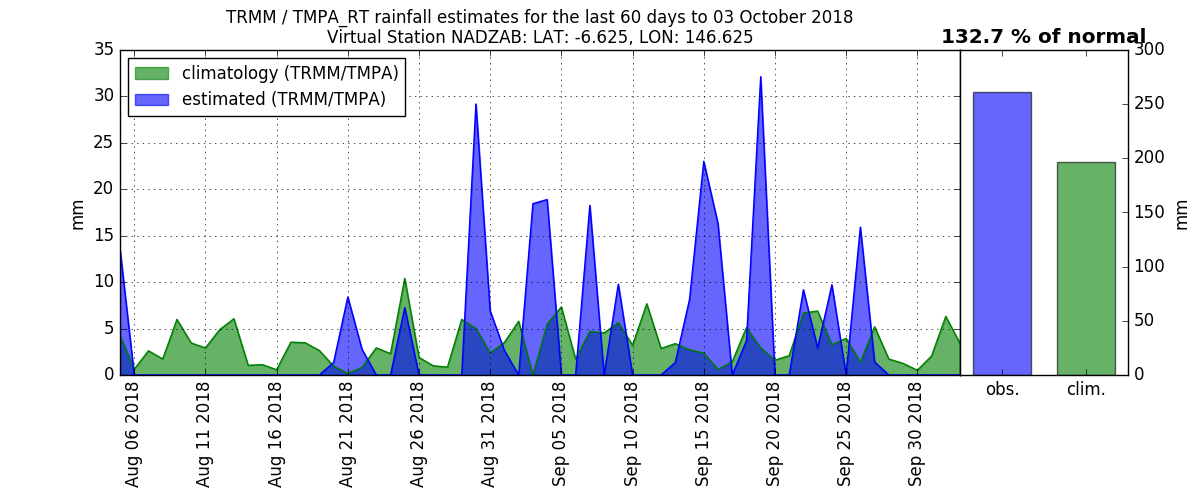 TRMM / TMPA_RT rainfall estimates for the last 60 days to 03 October 2018
Virtual Station NADZAB: LAT: -6.625, LON: 146.625
132.7 % of normal
climatology (TRMM/TMPA)
estimated (TRMM/TMPA)
35
30
25
20
15
10
5
0
mm
Aug 06 2018
Aug 11 2018
Aug 16 2018
Aug 21 2018
Aug 26 2018
Aug 31 2018
Sep 05 2018
Sep 10 2018
Sep 15 2018
Sep 20 2018
Sep 25 2018
Sep 30 2018
obs.
clim.
300
250
200
150
100
50
0
mm